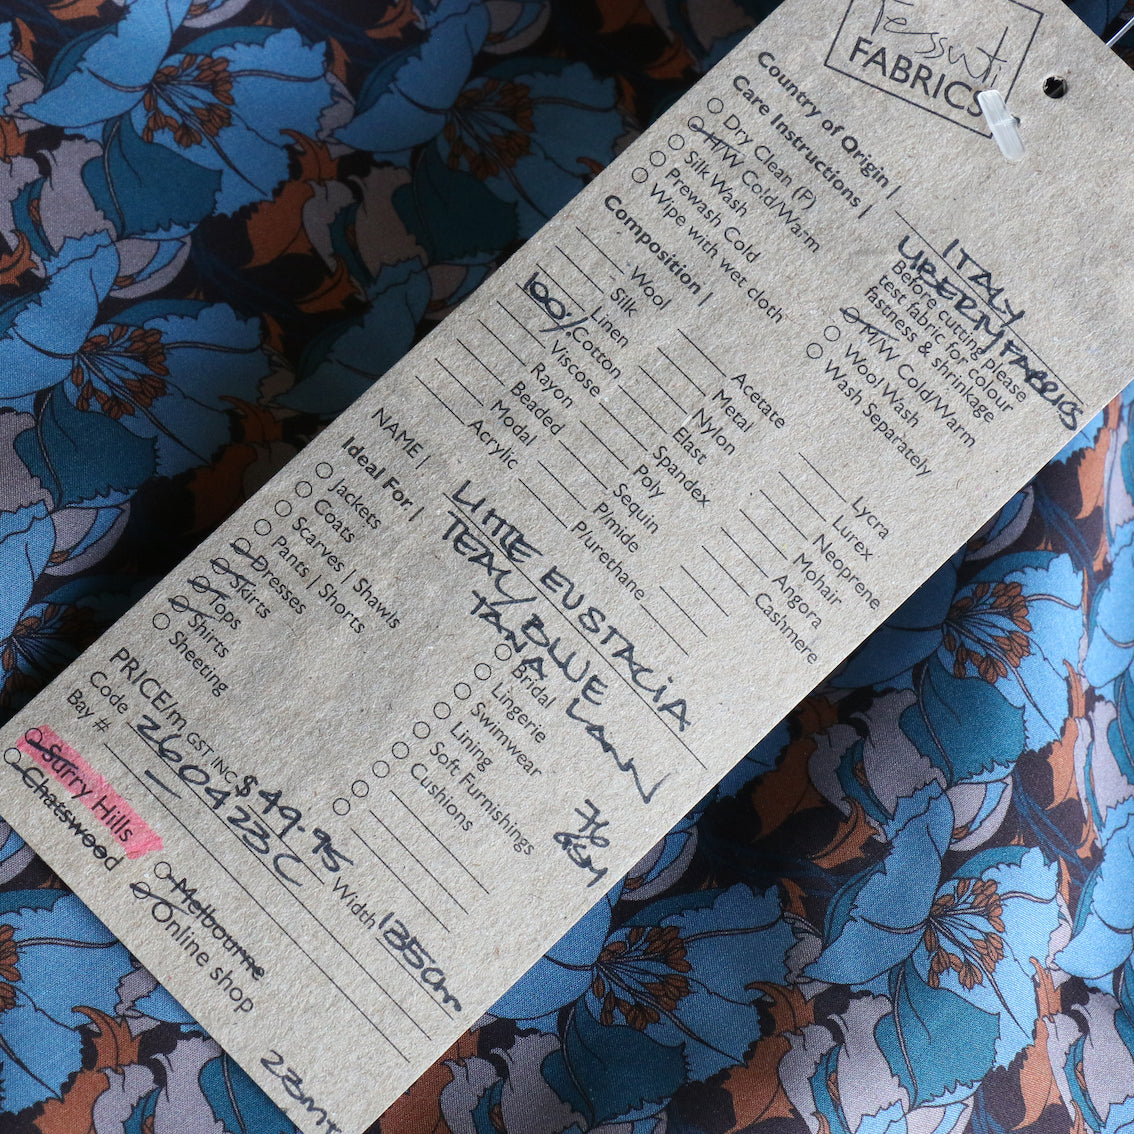 Tessuti
FABRICS
Country of Origin | ITALY
LIBERTY FABRICS
Care Instructions |
Dry Clean (P)
H/W Cold/Warm
Silk Wash
Prewash Cold
Wipe with wet cloth
Before cutting please
test fabric for colour
fastness & shrinkage
M/W Cold/Warm
Wool Wash
Wash Separately
Composition |
Wool
Silk
Linen
100% Cotton
Viscose
Rayon
Beaded
Modal
Acrylic
Acetate
Metal
Nylon
Elast
Spandex
Poly
Sequin
P/mide
P/urethane
Lycra
Lurex
Neoprene
Mohair
Angora
Cashmere
NAME | LITTLE EUSTACIA
TEAL/BLUE
TANA LAWN
Ideal For |
Jackets
Coats
Scarves | Shawls
Pants | Shorts
Dresses
Skirts
Tops
Shirts
Sheeting
Bridal
Lingerie
Swimwear
Lining
Soft Furnishings
Cushions
70
GSM
PRICE/m GST INC $49.95 Width 135cm
Code 260423C
Bay #
Surry Hills
Chatswood
Melbourne
Online shop